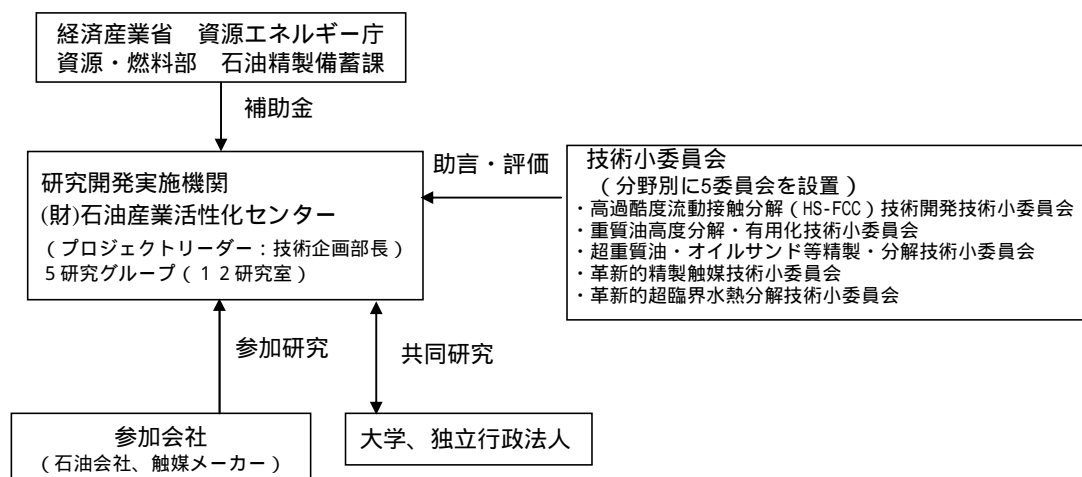 経済産業省　資源エネルギー庁
資源・燃料部　石油精製備蓄課
補助金
研究開発実施機関
(財)石油産業活性化センター
（プロジェクトリーダー：技術企画部長）
５研究グループ（１２研究室）
助言・評価
技術小委員会
（分野別に5委員会を設置）
・高過酷度流動接触分解（HS-FCC）技術開発技術小委員会
・重質油高度分解・有用化技術小委員会
・超重質油・オイルサンド等精製・分解技術小委員会
・革新的精製触媒技術小委員会
・革新的超臨界水熱分解技術小委員会
参加研究
共同研究
参加会社
（石油会社、触媒メーカー）
大学、独立行政法人